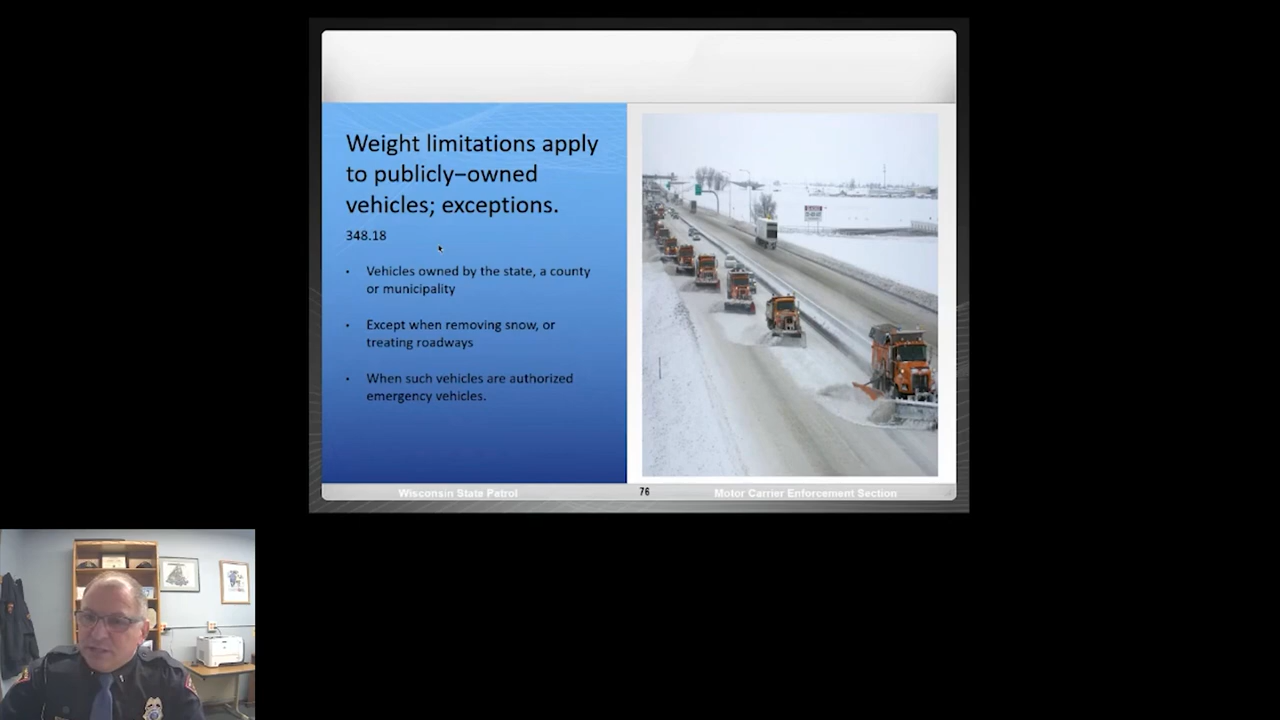 Weight limitations apply
to publicly–owned
vehicles; exceptions.
348.18
• Vehicles owned by the state, a county
or municipality
• Except when removing snow, or
treating roadways
• When such vehicles are authorized
emergency vehicles.
Wisconsin State Patrol
76
Motor Carrier Enforcement Section